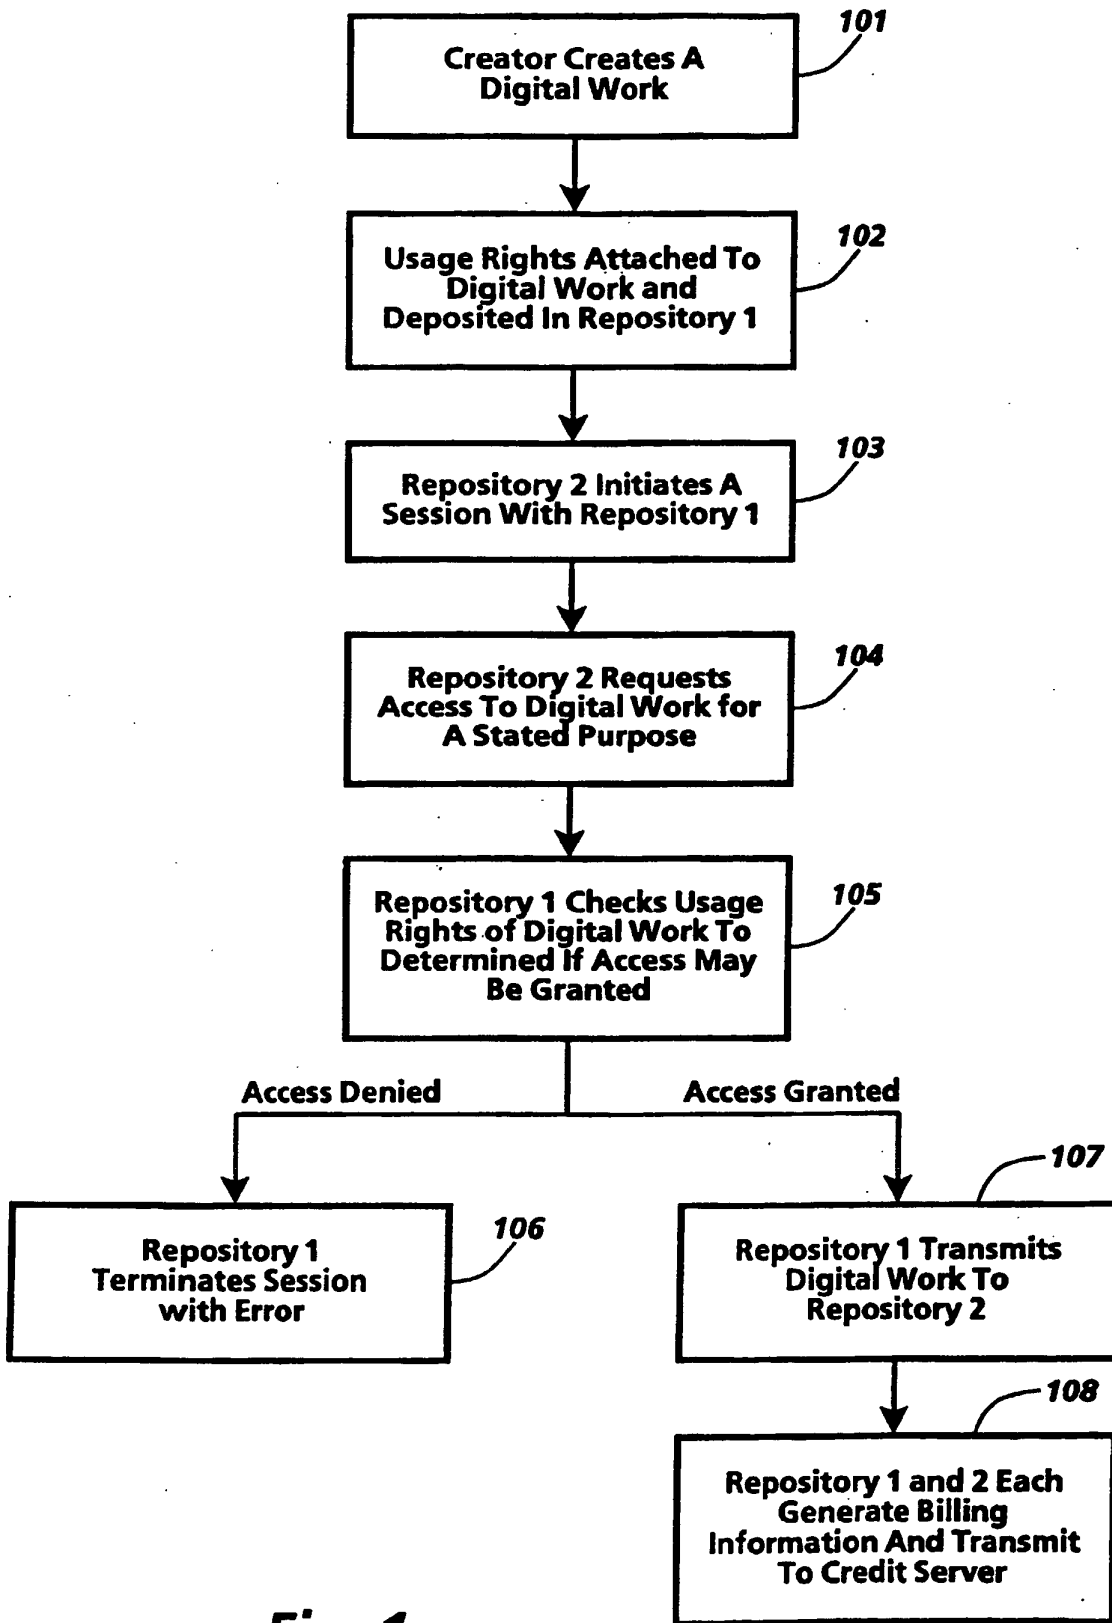 101
Creator Creates A
Digital Work
102
Usage Rights Attached To
Digital Work and
Deposited In Repository 1
103
Repository 2 Initiates A
Session With Repository 1
104
Repository 2 Requests
Access To Digital Work for
A Stated Purpose
105
Repository 1 Checks Usage
Rights of Digital Work To
Determined If Access May
Be Granted
Access Denied
Access Granted
106
Repository 1
Terminates Session
with Error
107
Repository 1 Transmits
Digital Work To
Repository 2
108
Repository 1 and 2 Each
Generate Billing
Information And Transmit
To Credit Server